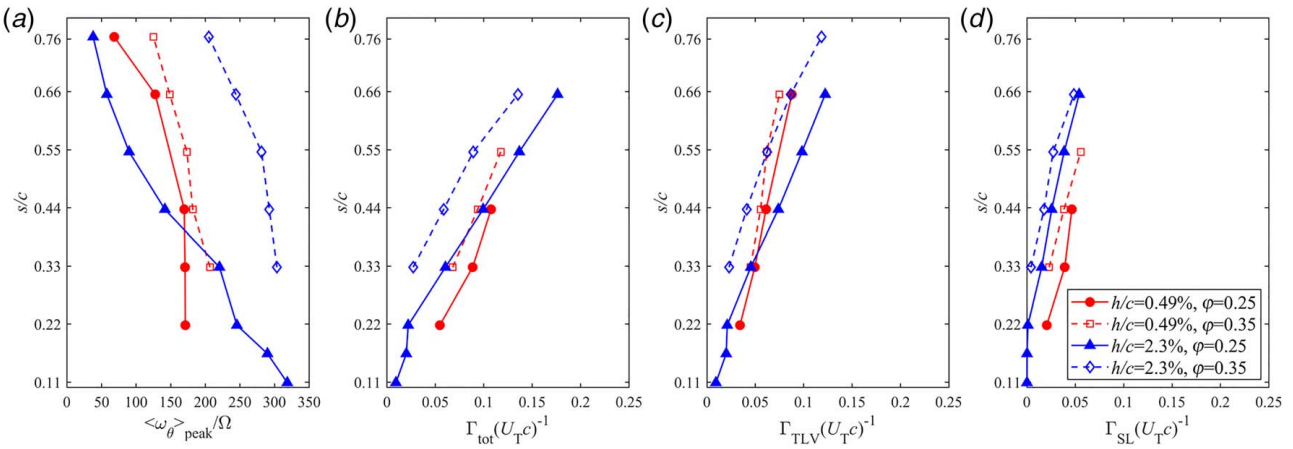 (a)
s/c
0.76
0.66
0.55
0.44
0.33
0.22
0.11
0 50 100 150 200 250 300 350
<ω_θ>_peak/Ω
(b)
s/c
0.76
0.66
0.55
0.44
0.33
0.22
0.11
0 0.05 0.1 0.15 0.2 0.25
Γ_tot(U_T c)^-1
(c)
s/c
0.76
0.66
0.55
0.44
0.33
0.22
0.11
0 0.05 0.1 0.15 0.2 0.25
Γ_TLV(U_T c)^-1
(d)
s/c
0.76
0.66
0.55
0.44
0.33
0.22
0.11
0 0.05 0.1 0.15 0.2 0.25
Γ_SL(U_T c)^-1
h/c=0.49%, φ=0.25
h/c=0.49%, φ=0.35
h/c=2.3%, φ=0.25
h/c=2.3%, φ=0.35